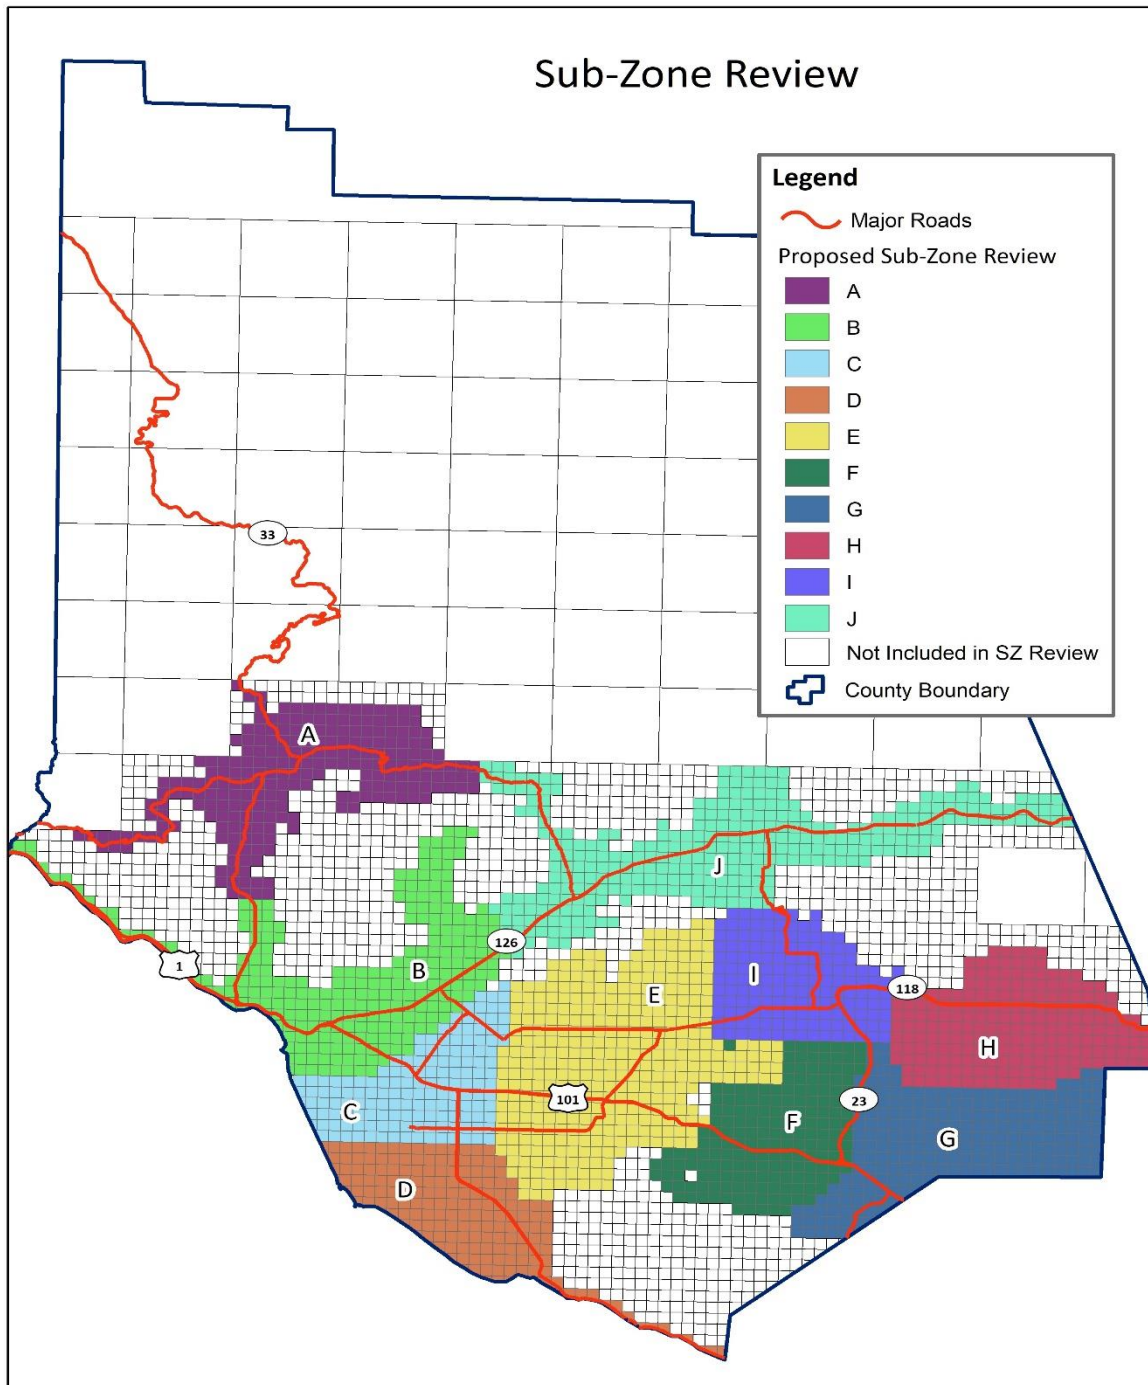 Sub-Zone Review
Legend
Major Roads
Proposed Sub-Zone Review
A
B
C
D
E
F
G
H
I
J
Not Included in SZ Review
County Boundary
33
A
J
126
B
1
E
I
118
H
101
C
F
23
G
D